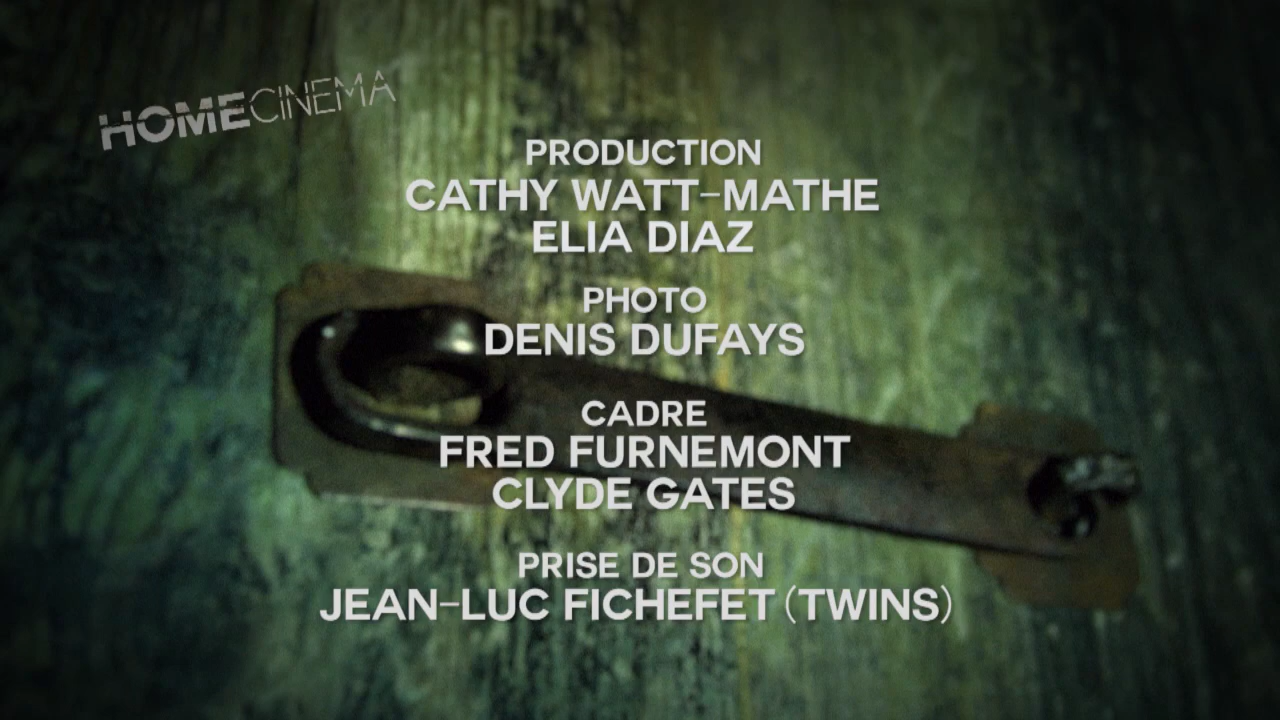 HOMECINEMA
PRODUCTION
CATHY WATT-MATHE
ELIA DIAZ
PHOTO
DENIS DUFAYS
CADRE
FRED FURNEMONT
CLYDE GATES
PRISE DE SON
JEAN-LUC FICHEFET (TWINS)